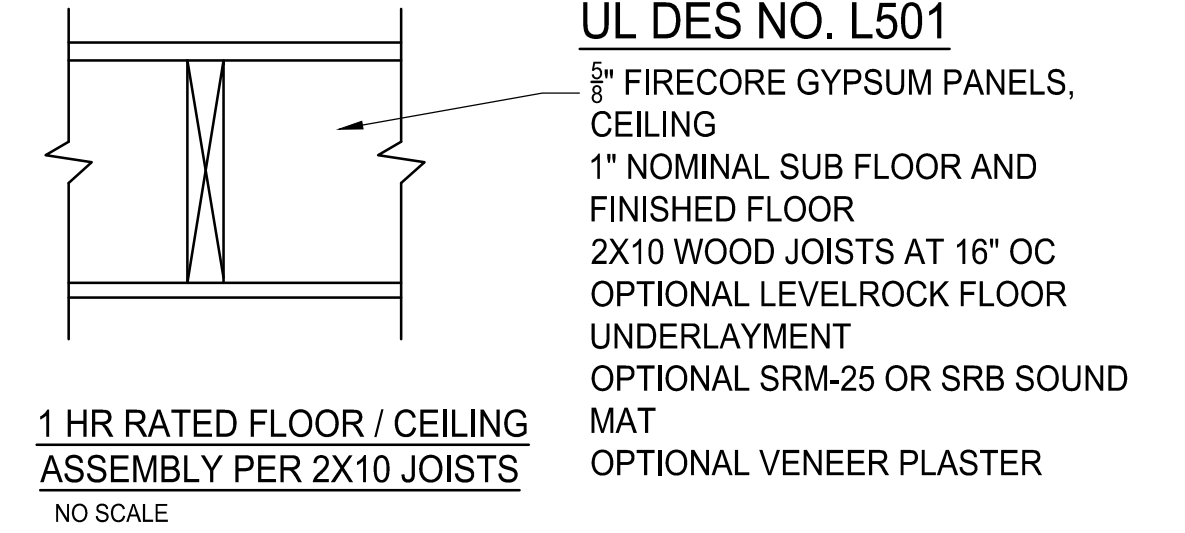 UL DES NO. L501
5/8" FIRECORE GYPSUM PANELS,
CEILING
1" NOMINAL SUB FLOOR AND
FINISHED FLOOR
2X10 WOOD JOISTS AT 16" OC
OPTIONAL LEVELROCK FLOOR
UNDERLAYMENT
OPTIONAL SRM-25 OR SRB SOUND
MAT
OPTIONAL VENEER PLASTER
1 HR RATED FLOOR / CEILING
ASSEMBLY PER 2X10 JOISTS
NO SCALE